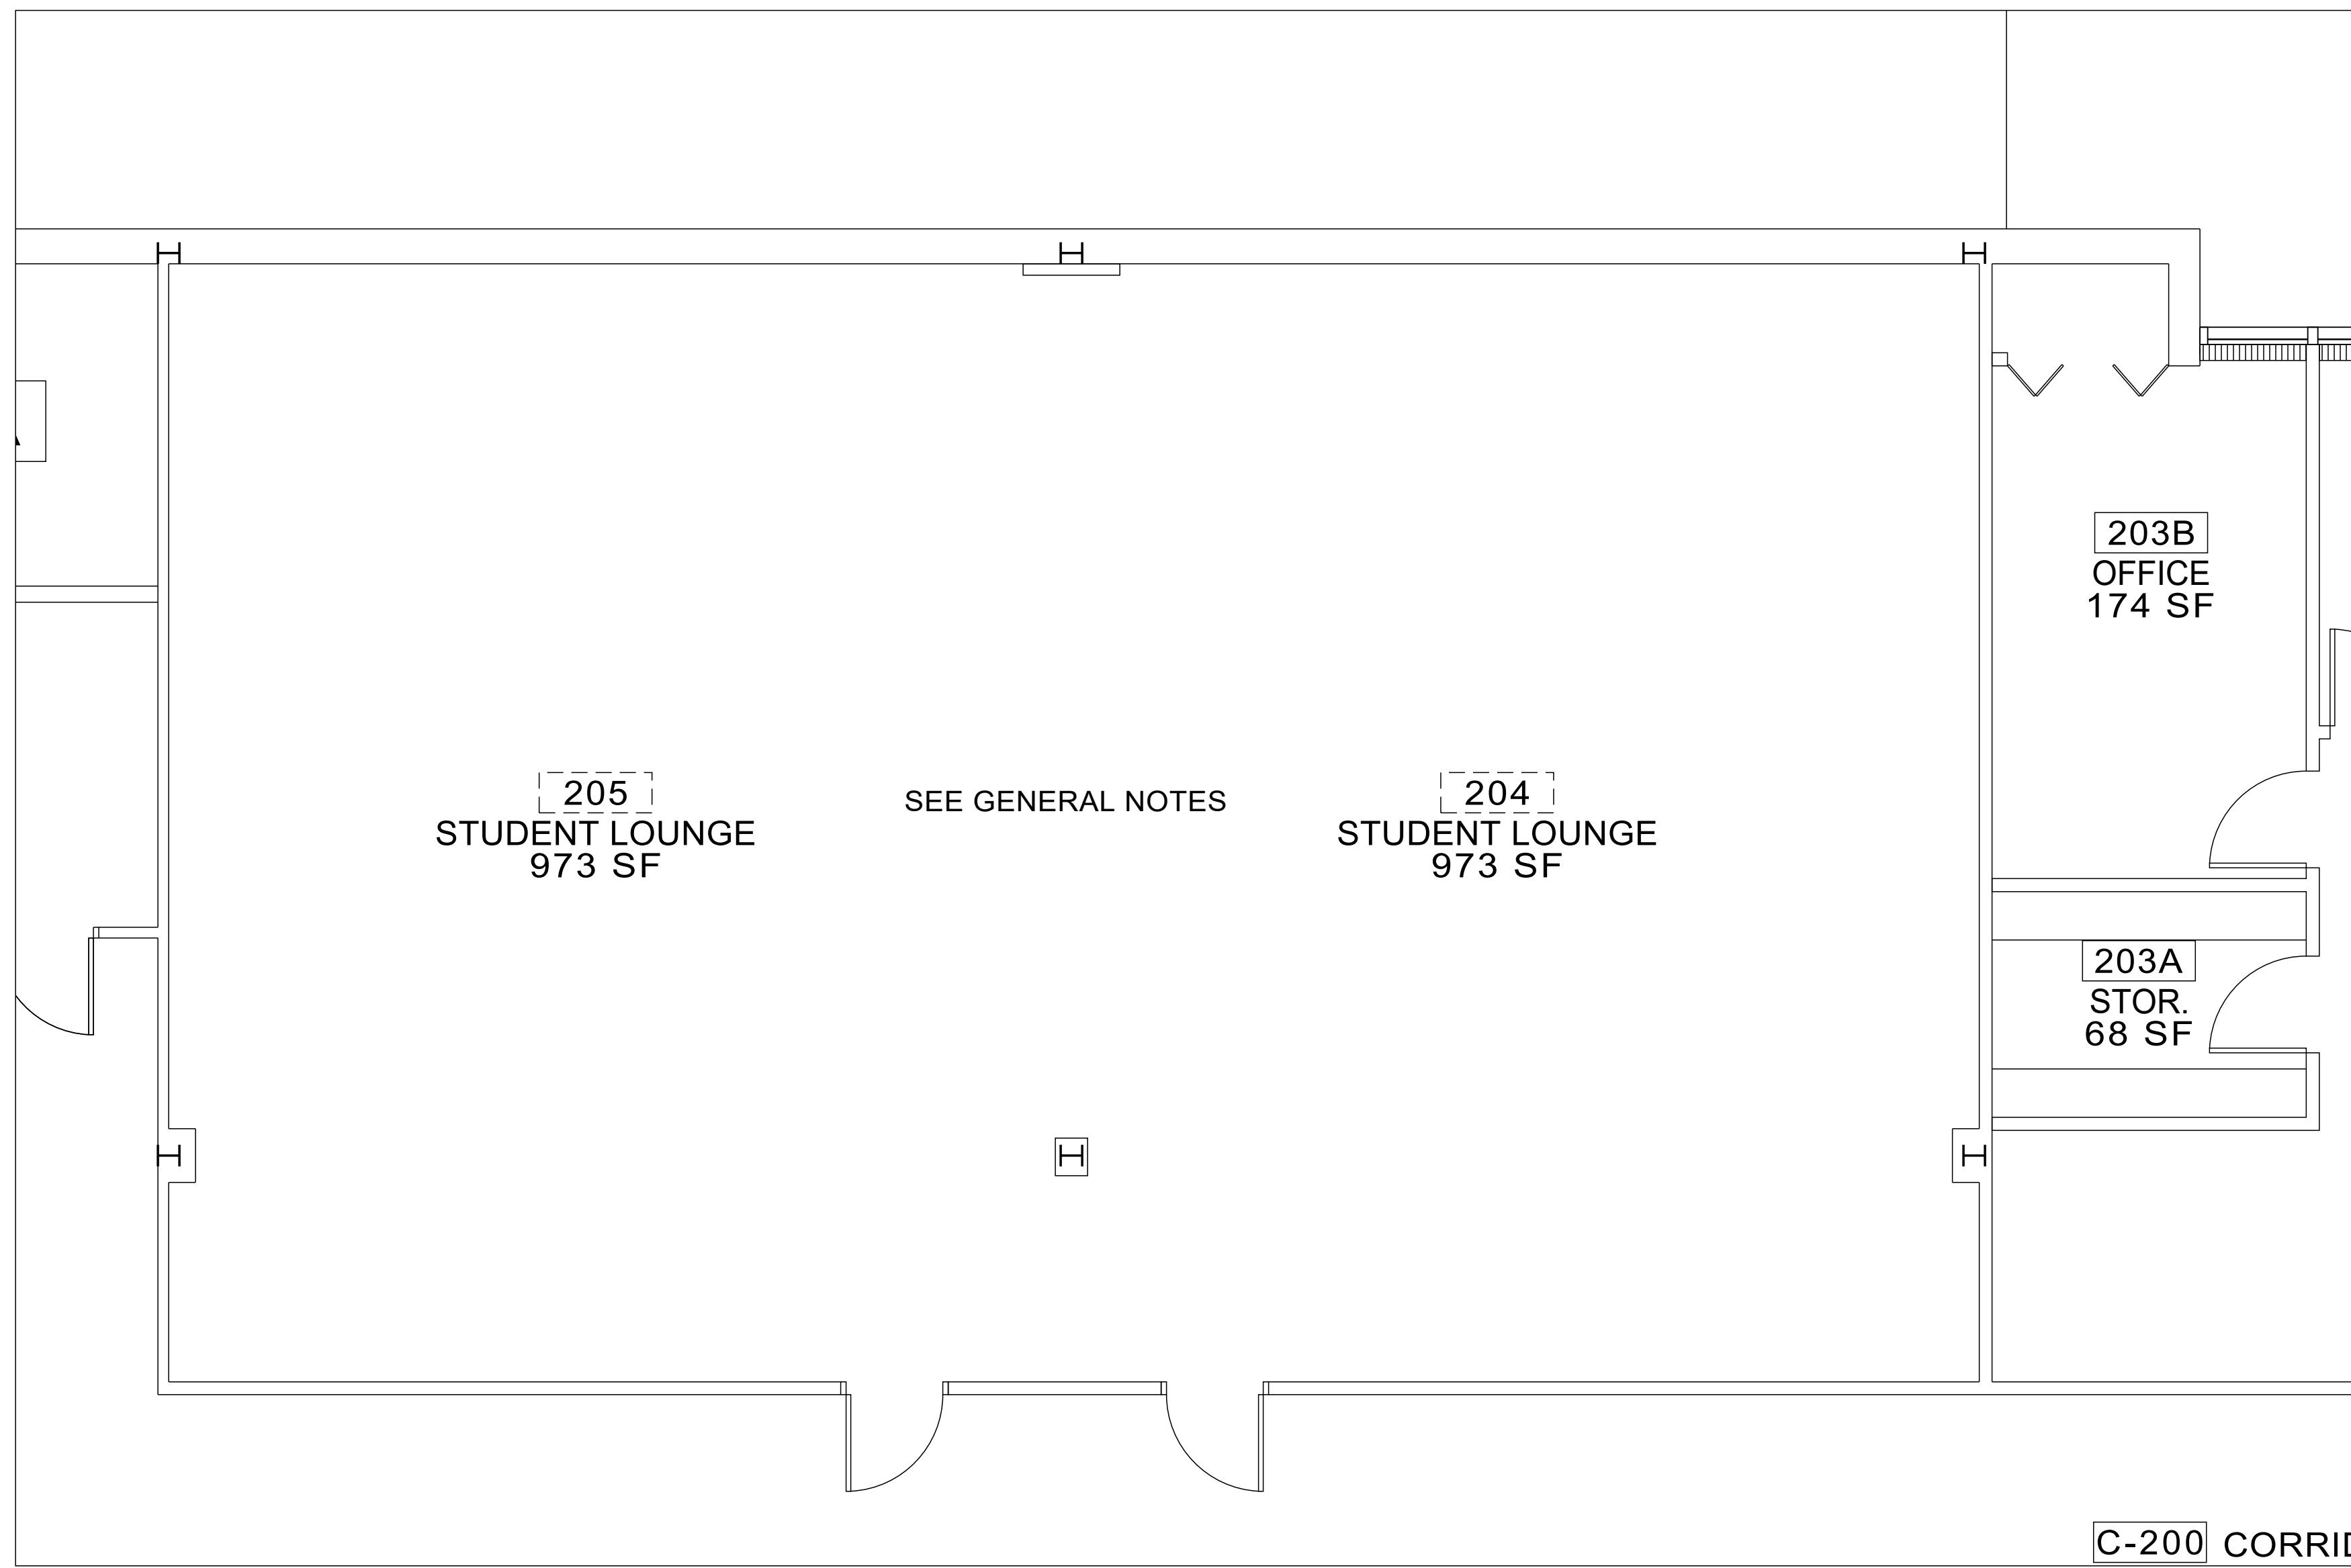 203B
OFFICE
174 SF
205
STUDENT LOUNGE
973 SF
SEE GENERAL NOTES
204
STUDENT LOUNGE
973 SF
203A
STOR.
68 SF
C-200